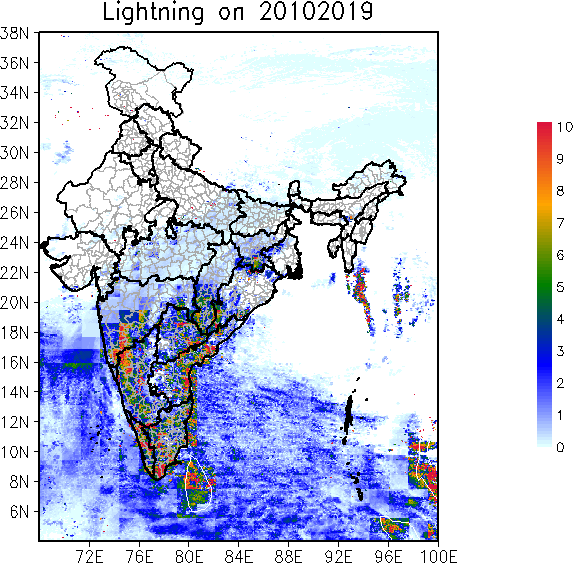 Lightning on 20102019
38N
36N
34N
32N
30N
28N
26N
24N
22N
20N
18N
16N
14N
12N
10N
8N
6N
72E 76E 80E 84E 88E 92E 96E 100E
10
9
8
7
6
5
4
3
2
1
0